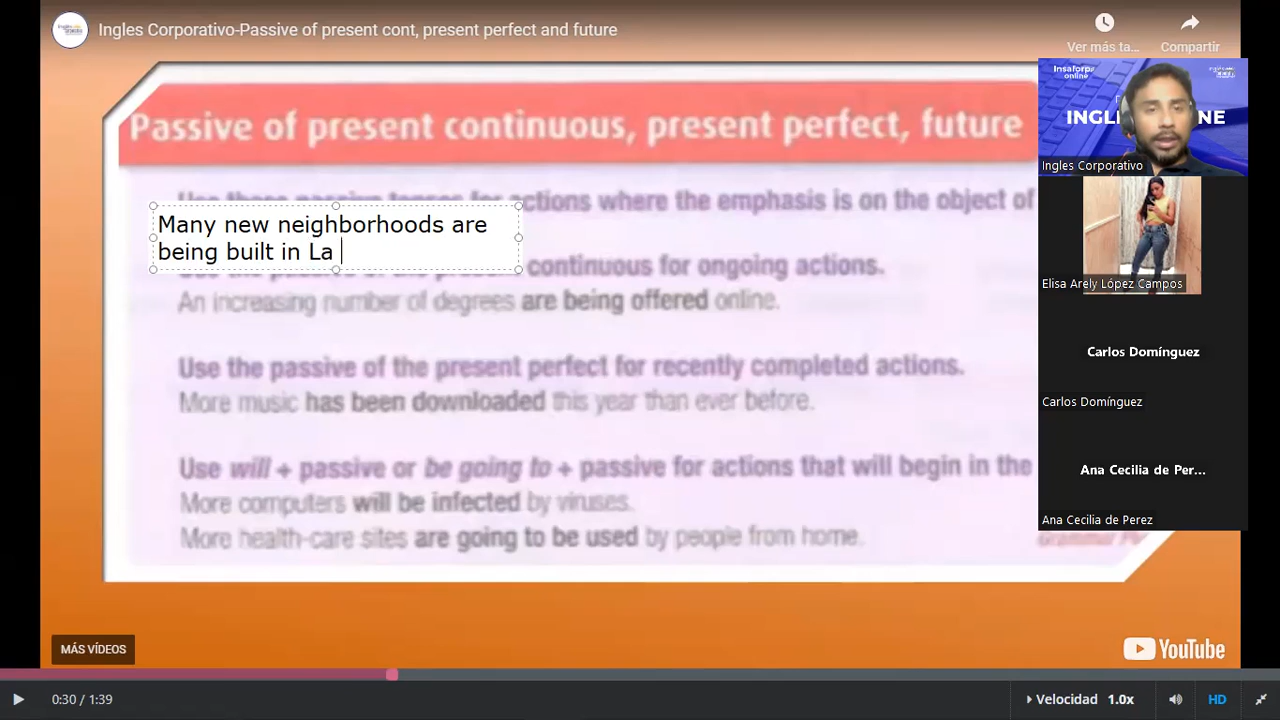 Ingles Corporativo-Passive of present cont, present perfect and future
Ver más ta...
Compartir
Passive of present continuous, present perfect, future
ctions where the emphasis is on the object of
Many new neighborhoods are
being built in La
continuous for ongoing actions.
An increasing number of degrees are being offered online.
Use the passive of the present perfect for recently completed actions.
More music has been downloaded this year than ever before.
Use will + passive or be going to + passive for actions that will begin in the
More computers will be infected by viruses.
More health-care sites are going to be used by people from home.
Insaforp
online
INGL
NE
Ingles Corporativo
Elisa Arely López Campos
Carlos Domínguez
Carlos Domínguez
Ana Cecilia de Per...
Ana Cecilia de Perez
MÁS VÍDEOS
YouTube
0:30 / 1:39
Velocidad 1.0x
HD